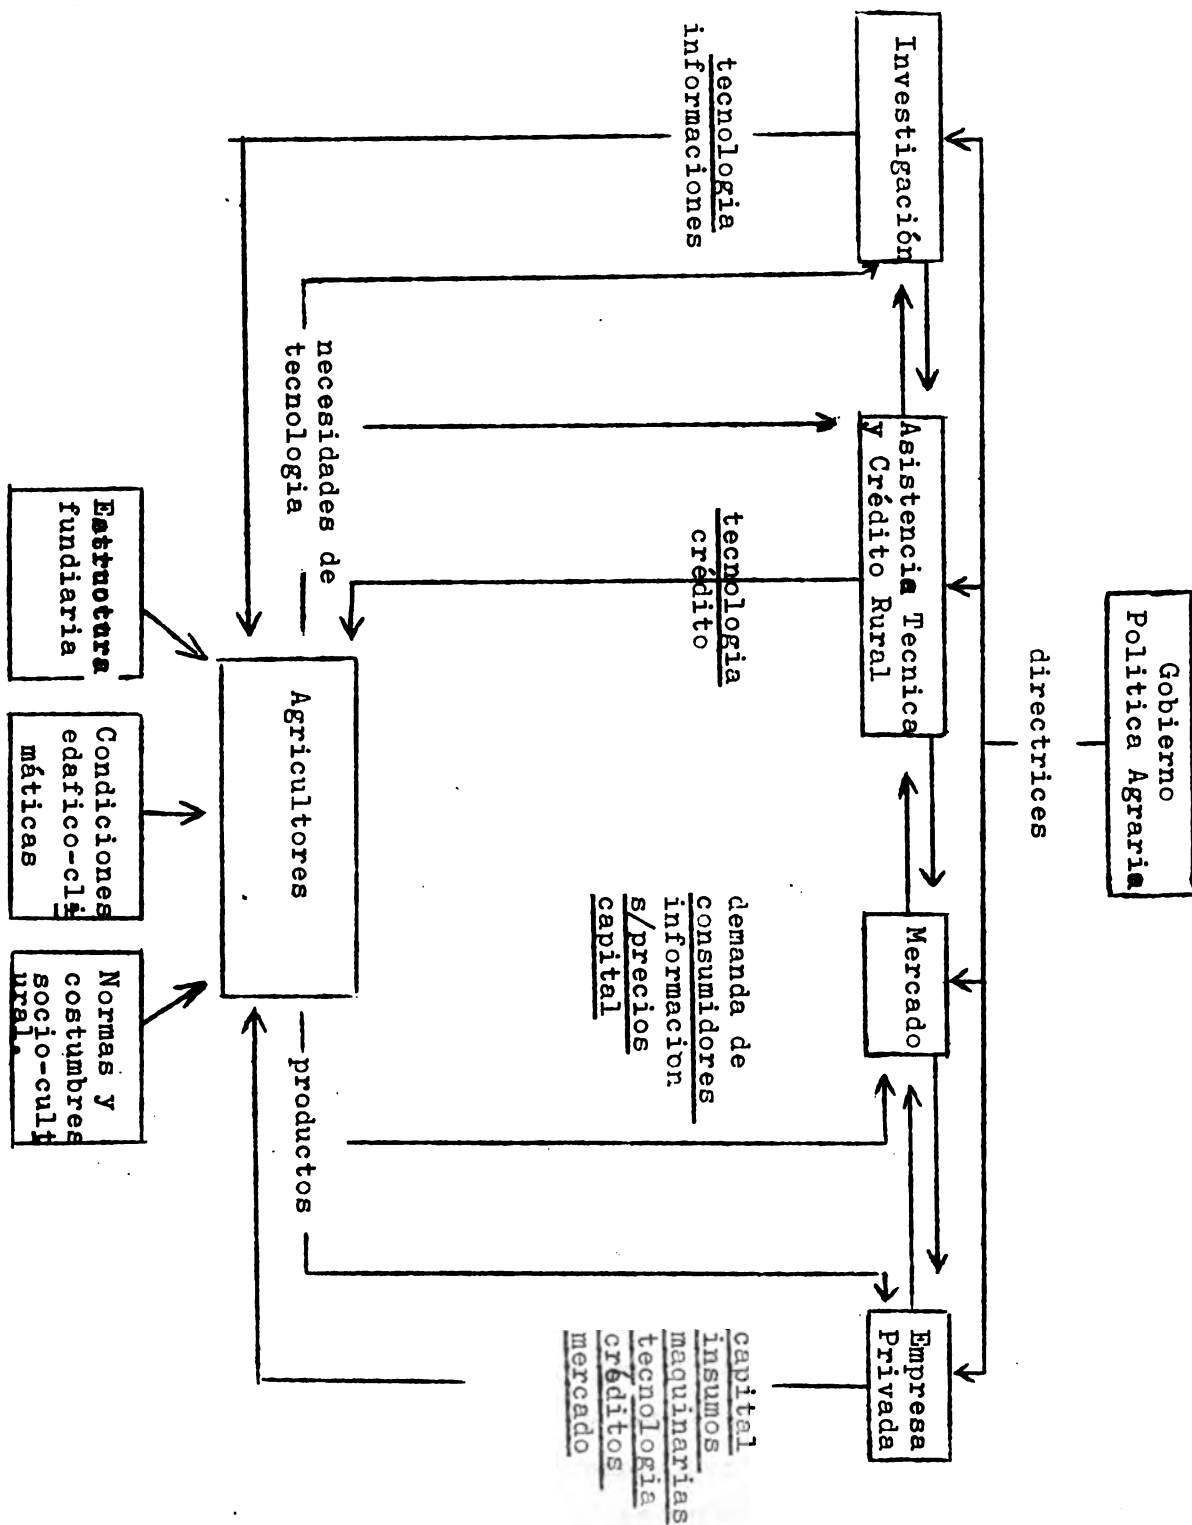 Gobierno
Politica Agraria
directrices
Investigación
Asistencia Tecnica
y Crédito Rural
Mercado
Empresa
Privada
tecnologia
informaciones
tecnologia
crédito
demanda de
consumidores
informacion
s/precios
capital
capital
insumos
maquinarias
tecnologia
créditos
mercado
necesidades de
tecnologia
Agricultores
productos
Estructura
fundiaria
Condiciones
edafico-cli
máticas
Normas y
costumbres
socio-cult
ural.